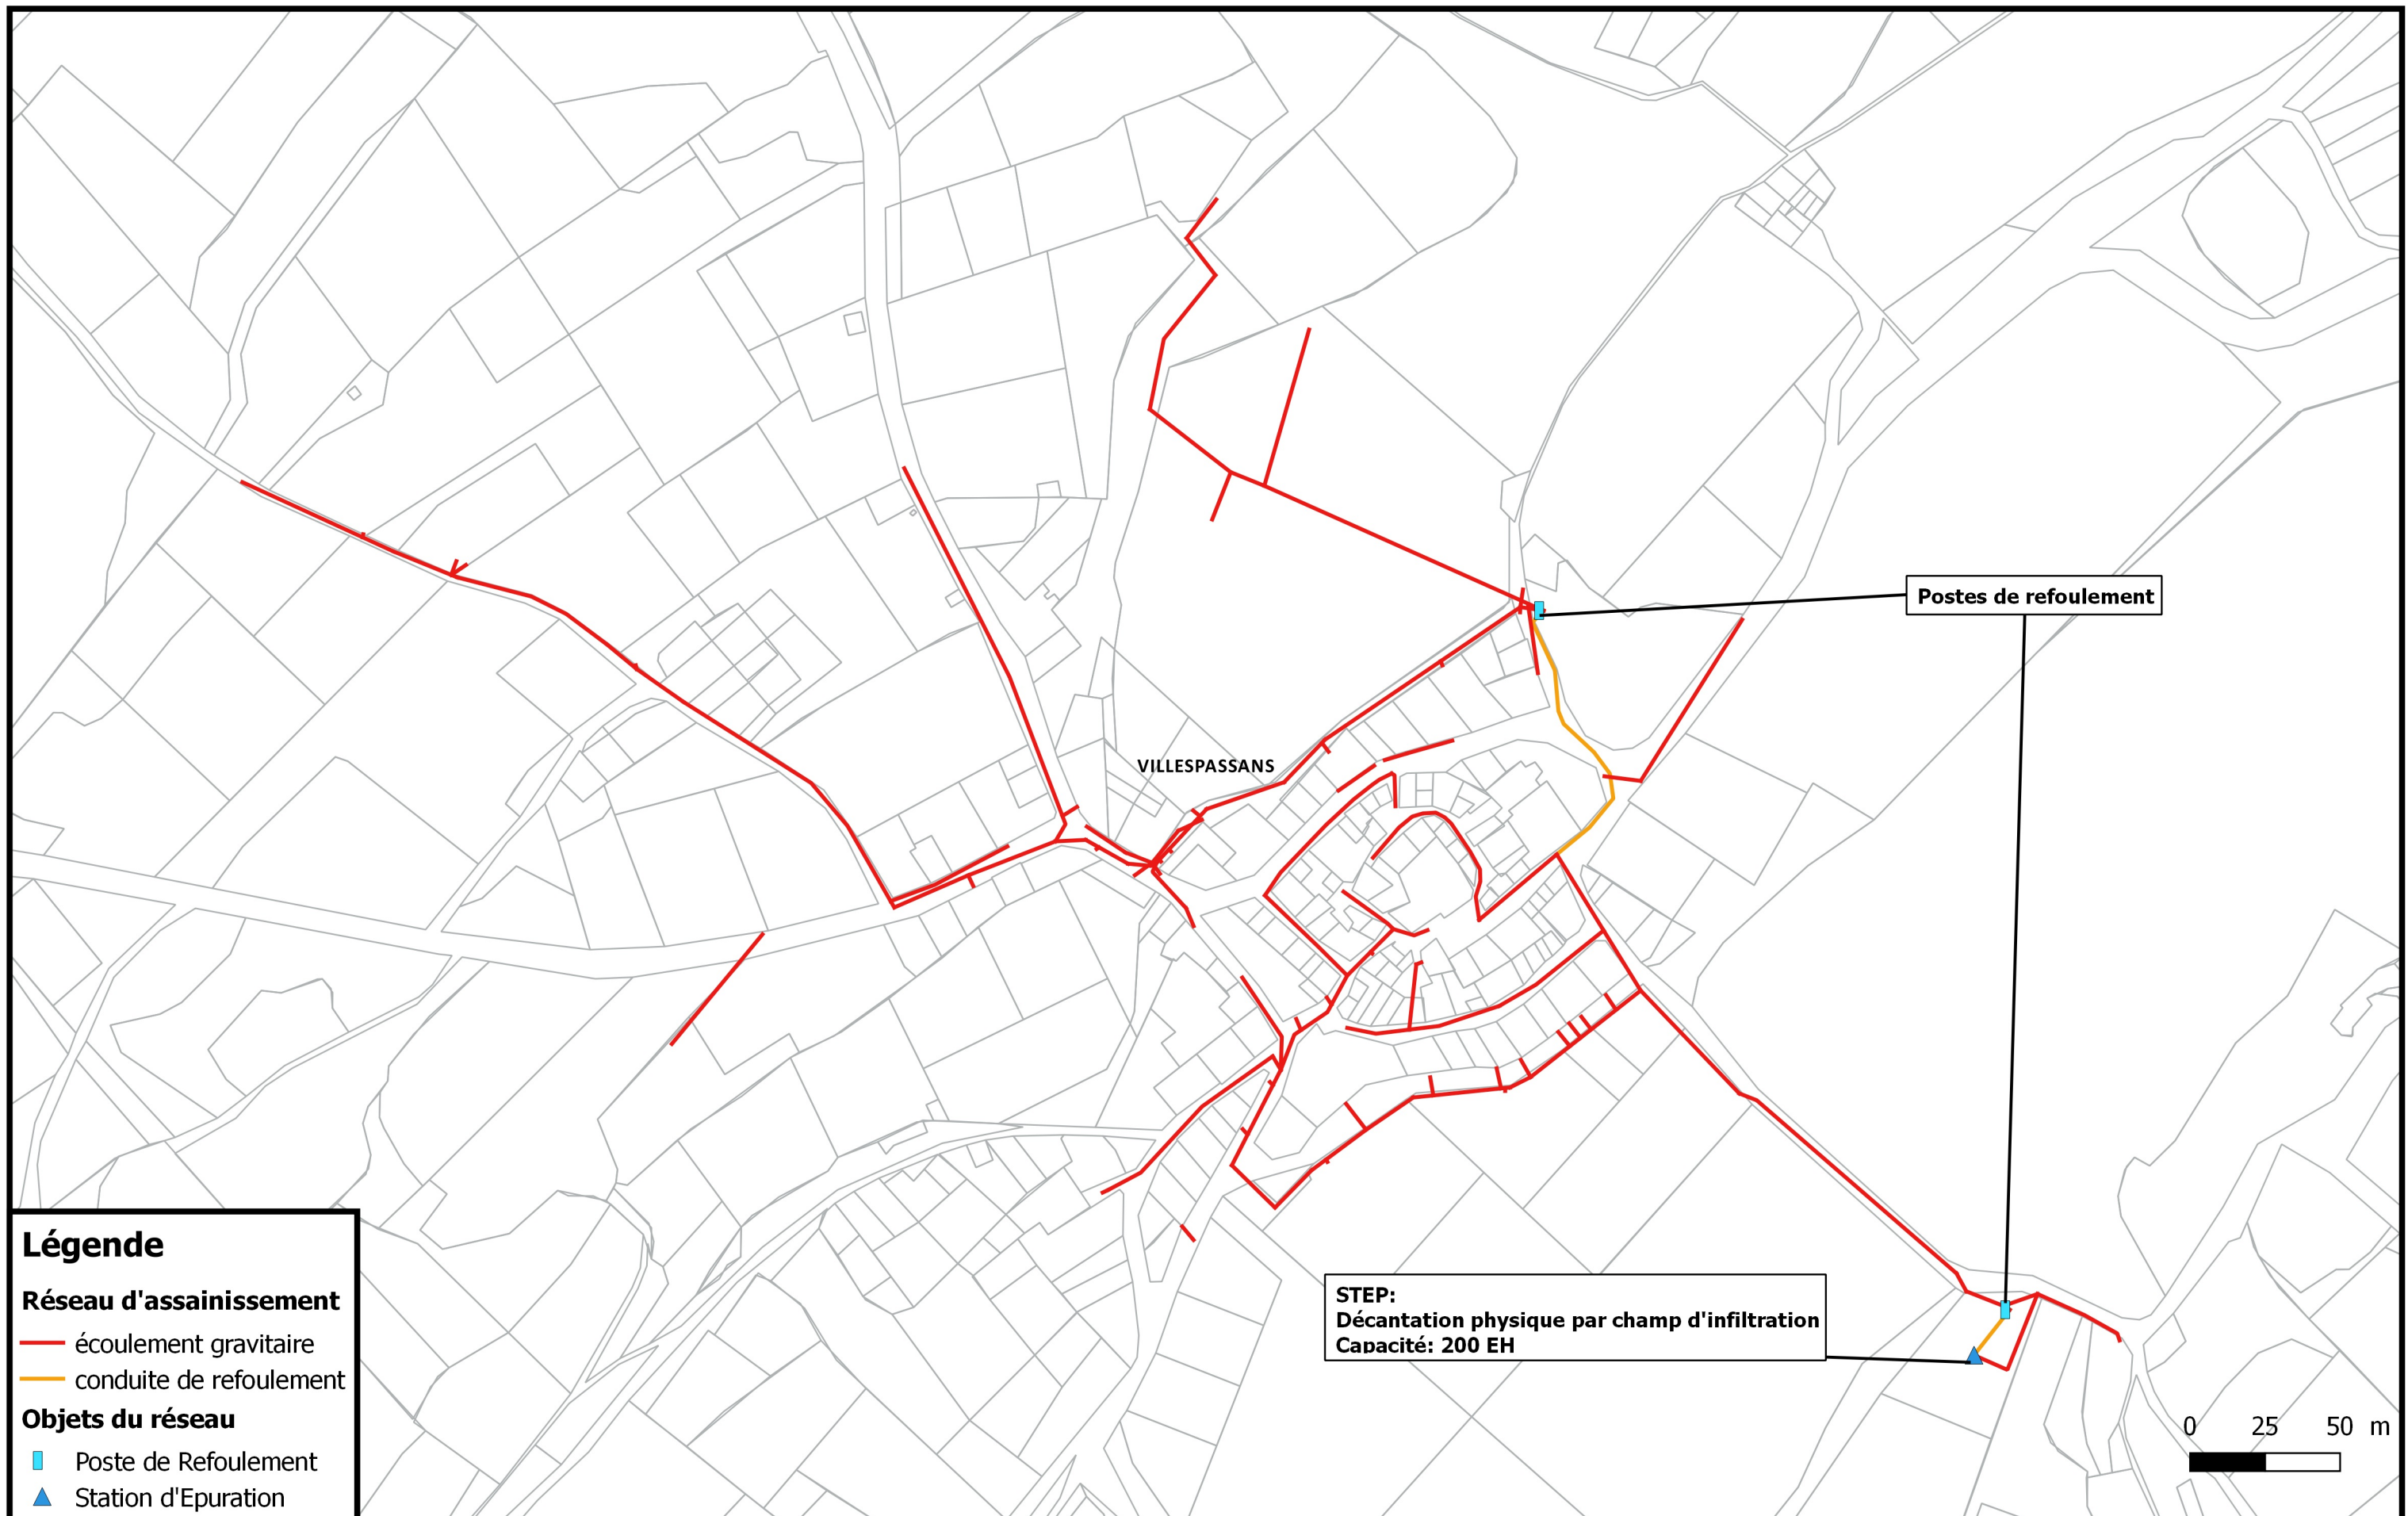 Postes de refoulement
VILLESPASSANS
STEP:
Décantation physique par champ d'infiltration
Capacité: 200 EH
Légende
Réseau d'assainissement
écoulement gravitaire
conduite de refoulement
Objets du réseau
Poste de Refoulement
Station d'Epuration
0 25 50 m